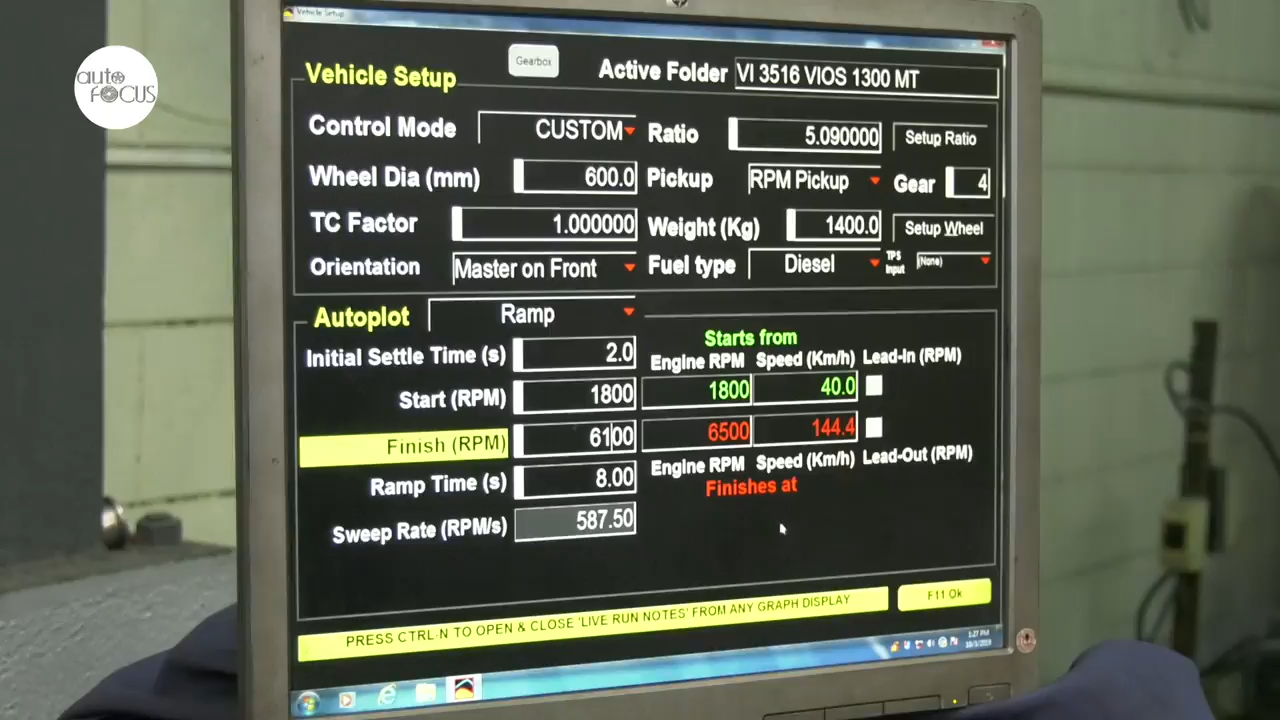 auto
FOCUS
Vehicle Setup
Gearbox
Vehicle Setup
Active Folder VI 3516 VIOS 1300 MT
Control Mode CUSTOM Ratio 5.090000 Setup Ratio
Wheel Dia (mm) 600.0 Pickup RPM Pickup Gear 4
TC Factor 1.000000 Weight (Kg) 1400.0 Setup Wheel
Orientation Master on Front Fuel type Diesel TPS Input (None)
Autoplot Ramp
Starts from
Initial Settle Time (s) 2.0 Engine RPM Speed (Km/h) Lead-In (RPM)
Start (RPM) 1800 1800 40.0
Finish (RPM) 6100 6500 144.4
Engine RPM Speed (Km/h) Lead-Out (RPM)
Ramp Time (s) 8.00 Finishes at
Sweep Rate (RPM/s) 587.50
PRESS CTRL-N TO OPEN & CLOSE 'LIVE RUN NOTES' FROM ANY GRAPH DISPLAY
F11 Ok
1:27 PM